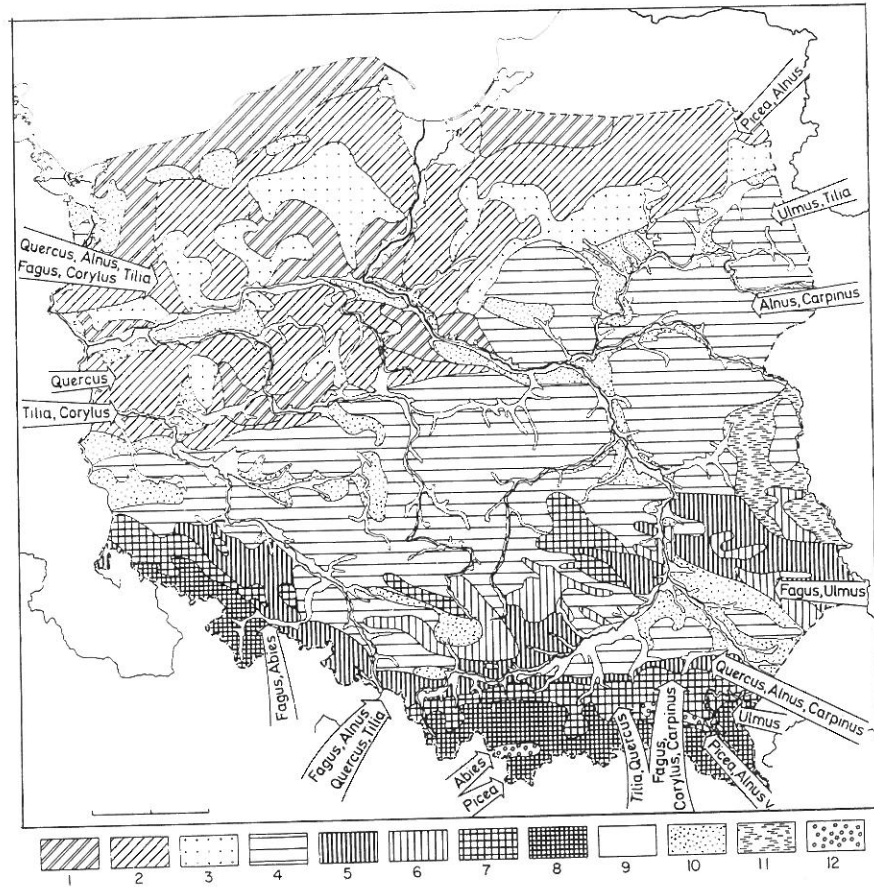 Picea, Alnus
Ulmus, Tilia
Quercus, Alnus, Tilia
Fagus, Corylus
Alnus, Carpinus
Quercus
Tilia, Corylus
Fagus, Ulmus
Fagus, Abies
Fagus, Alnus
Quercus, Tilia
Abies
Picea
Tilia, Quercus
Fagus,
Corylus, Carpinus
Quercus, Alnus, Carpinus
Ulmus
Picea, Alnus
1 2 3 4 5 6 7 8 9 10 11 12